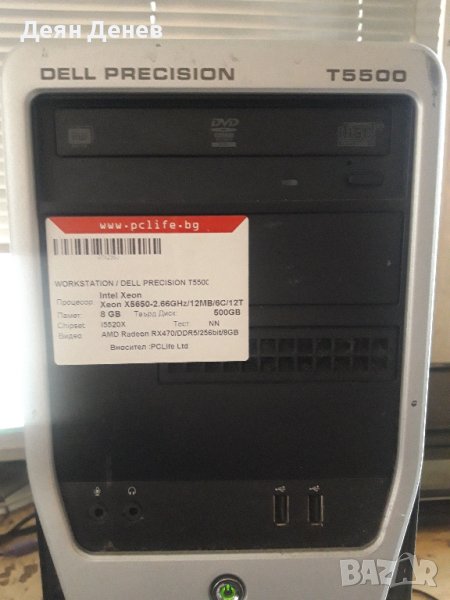 Деян Денев
DELL PRECISION T5500
DVD
www.pclife.bg
WORKSTATION / DELL PRECISION T5500
Intel Xeon
Процесор: Xeon X5650-2.66GHz/12MB/6C/12T
Памет: 8 GB Твърд Диск: 500GB
Chipset: I5520X Тест: NN
Видео: AMD Radeon RX470/DDR5/256bit/8GB
Вносител :PCLife Ltd
bazar